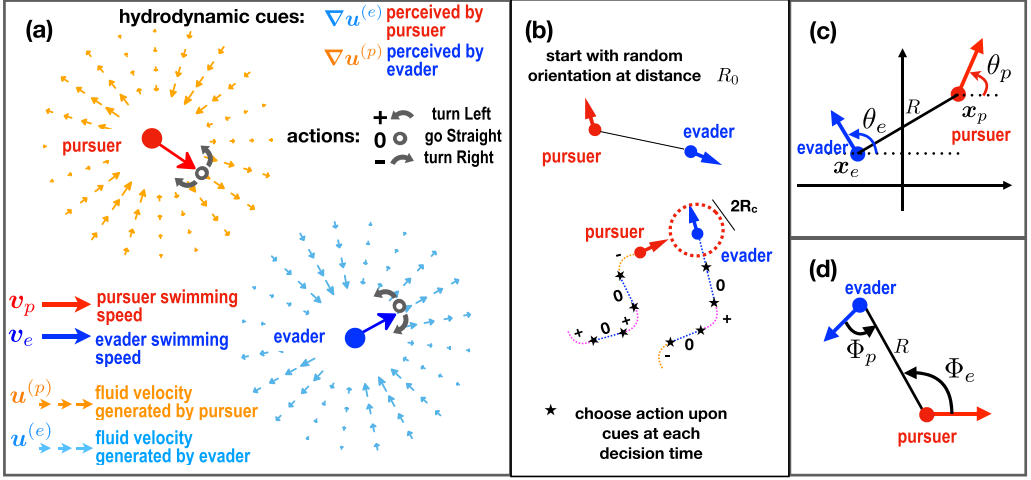 (a)
hydrodynamic cues: ∇u^(e) perceived by
pursuer
∇u^(p) perceived by
evader
pursuer
actions:
+ turn Left
0 go Straight
- turn Right
v_p pursuer swimming
speed
v_e evader swimming
speed
evader
u^(p) fluid velocity
generated by pursuer
u^(e) fluid velocity
generated by evader
(b)
start with random
orientation at distance R_0
evader
pursuer
2R_c
pursuer
evader
-
0
+
0
+
0
+
0
-
★ choose action upon
cues at each
decision time
(c)
θ_p
R
x_p
pursuer
θ_e
evader
x_e
(d)
evader
Φ_p
R
Φ_e
pursuer